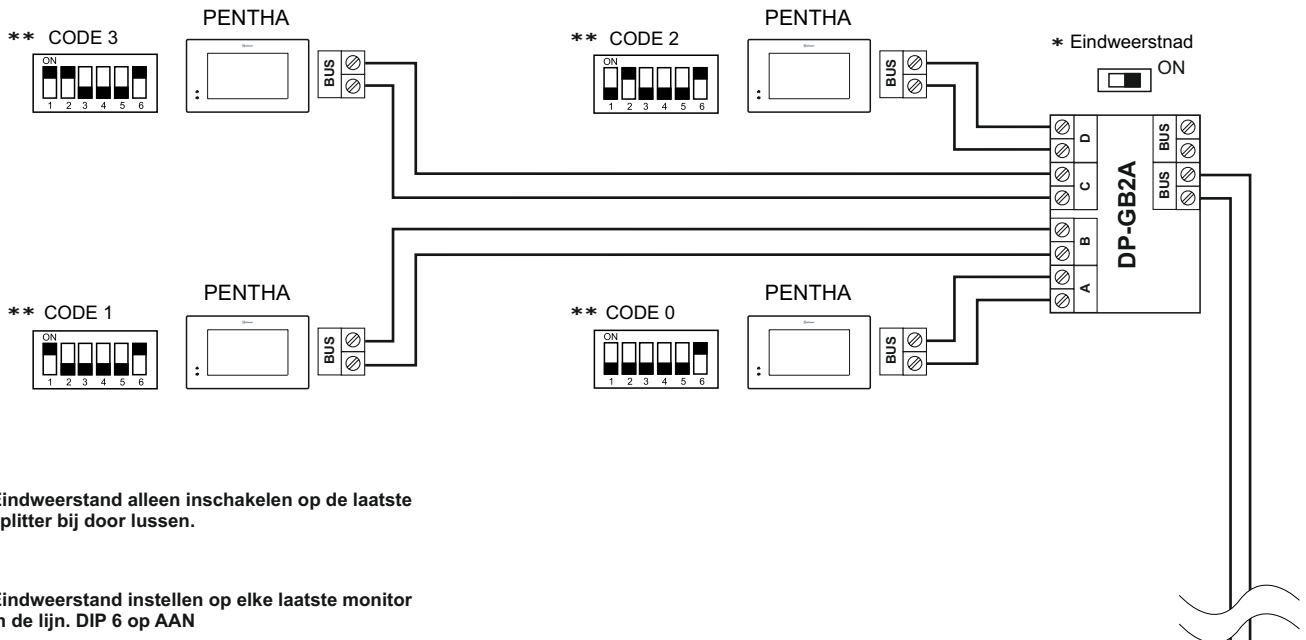 PENTHA
** CODE 3
ON
1 2 3 4 5 6
BUS
PENTHA
** CODE 2
ON
1 2 3 4 5 6
BUS
* Eindweerstnad
ON
D
C
B
A
DP-GB2A
BUS
BUS
PENTHA
** CODE 1
ON
1 2 3 4 5 6
BUS
PENTHA
** CODE 0
ON
1 2 3 4 5 6
BUS
Eindweerstand alleen inschakelen op de laatste
plitter bij door lussen.
Eindweerstand instellen op elke laatste monitor
n de lijn. DIP 6 op AAN